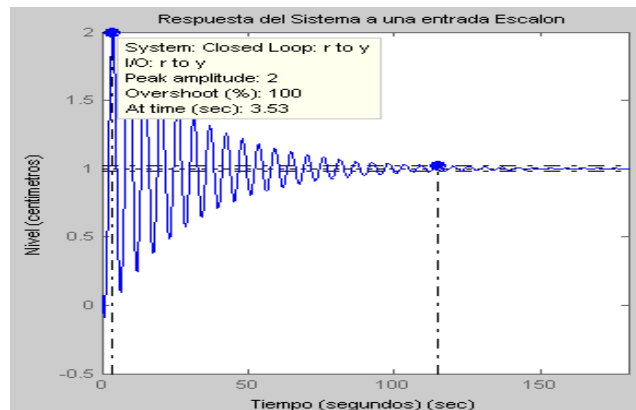 Respuesta del Sistema a una entrada Escalon
System: Closed Loop: r to y
I/O: r to y
Peak amplitude: 2
Overshoot (%): 100
At time (sec): 3.53
2
1.5
1
0.5
0
-0.5
Nivel (centimetros)
0
50
100
150
Tiempo (segundos) (sec)